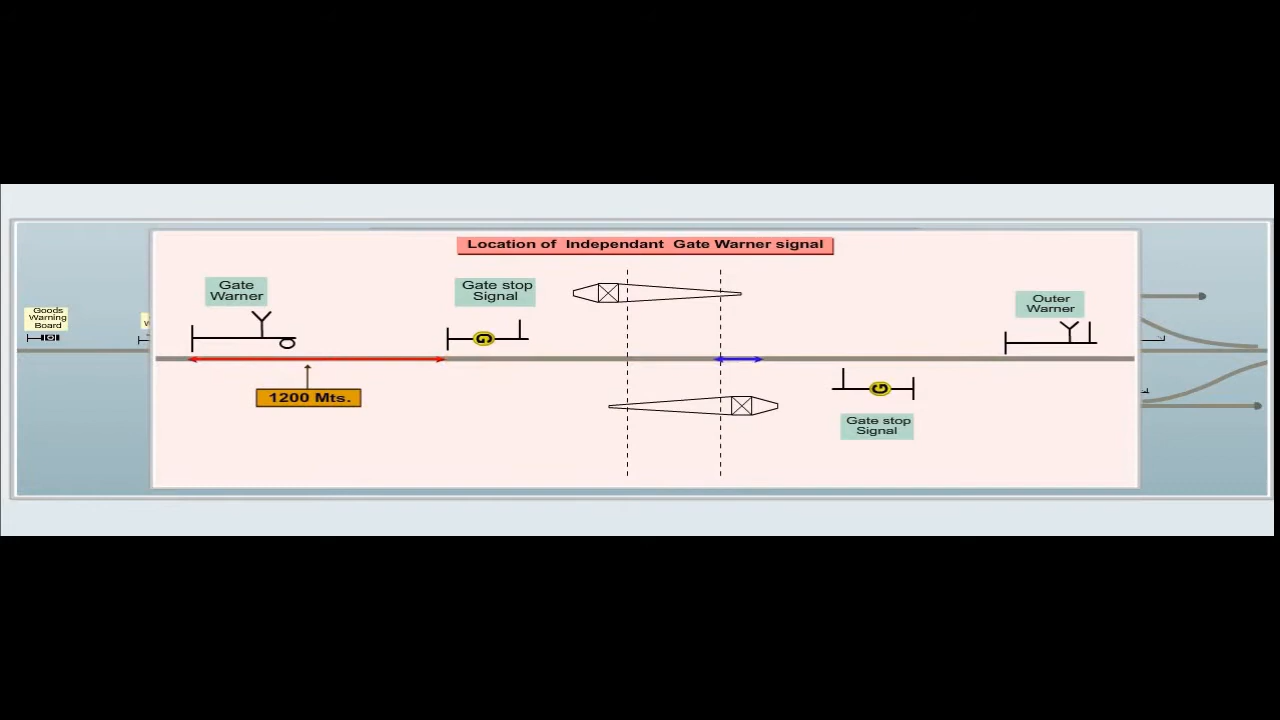 Location of Independant Gate Warner signal
Gate
Warner
Gate stop
Signal
Outer
Warner
Goods
Warning
Board
W
G
1200 Mts.
G
Gate stop
Signal